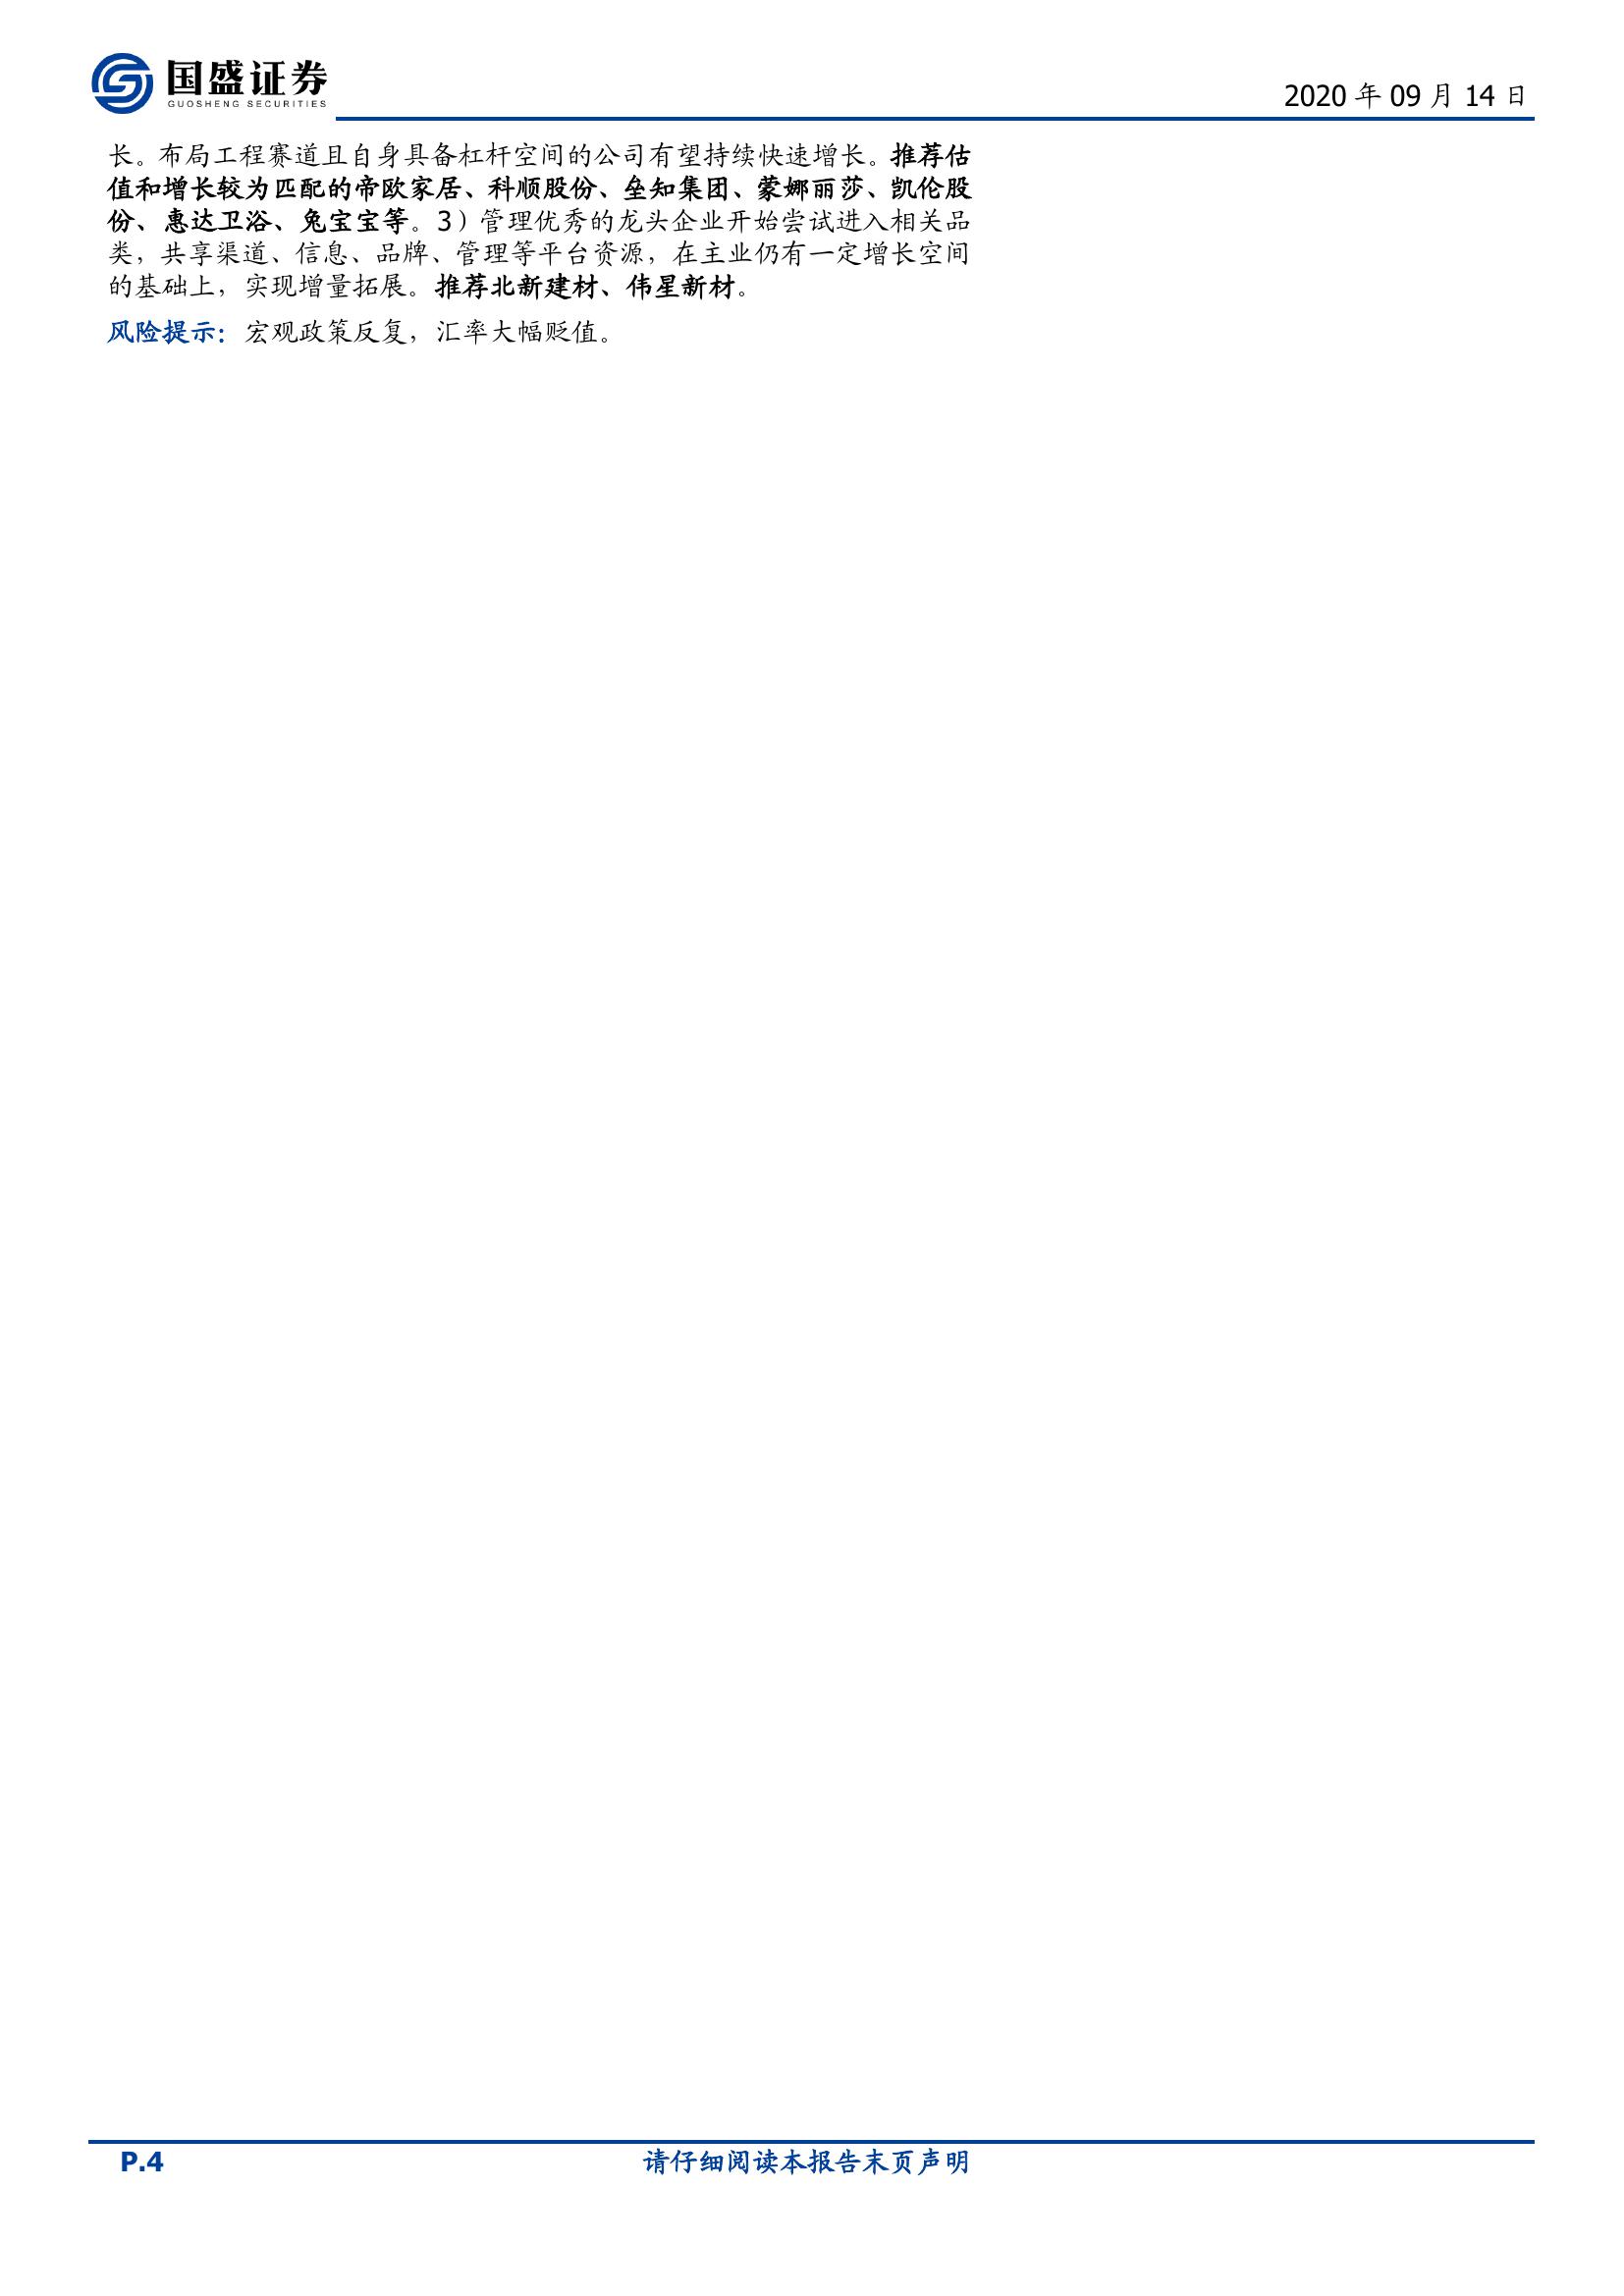 国盛证券
GUOSHENG SECURITIES
2020 年 09 月 14 日
长。布局工程赛道且自身具备杠杆空间的公司有望持续快速增长。推荐估
值和增长较为匹配的帝欧家居、科顺股份、垒知集团、蒙娜丽莎、凯伦股
份、惠达卫浴、兔宝宝等。3）管理优秀的龙头企业开始尝试进入相关品
类，共享渠道、信息、品牌、管理等平台资源，在主业仍有一定增长空间
的基础上，实现增量拓展。推荐北新建材、伟星新材。
风险提示：宏观政策反复，汇率大幅贬值。
P.4
请仔细阅读本报告末页声明